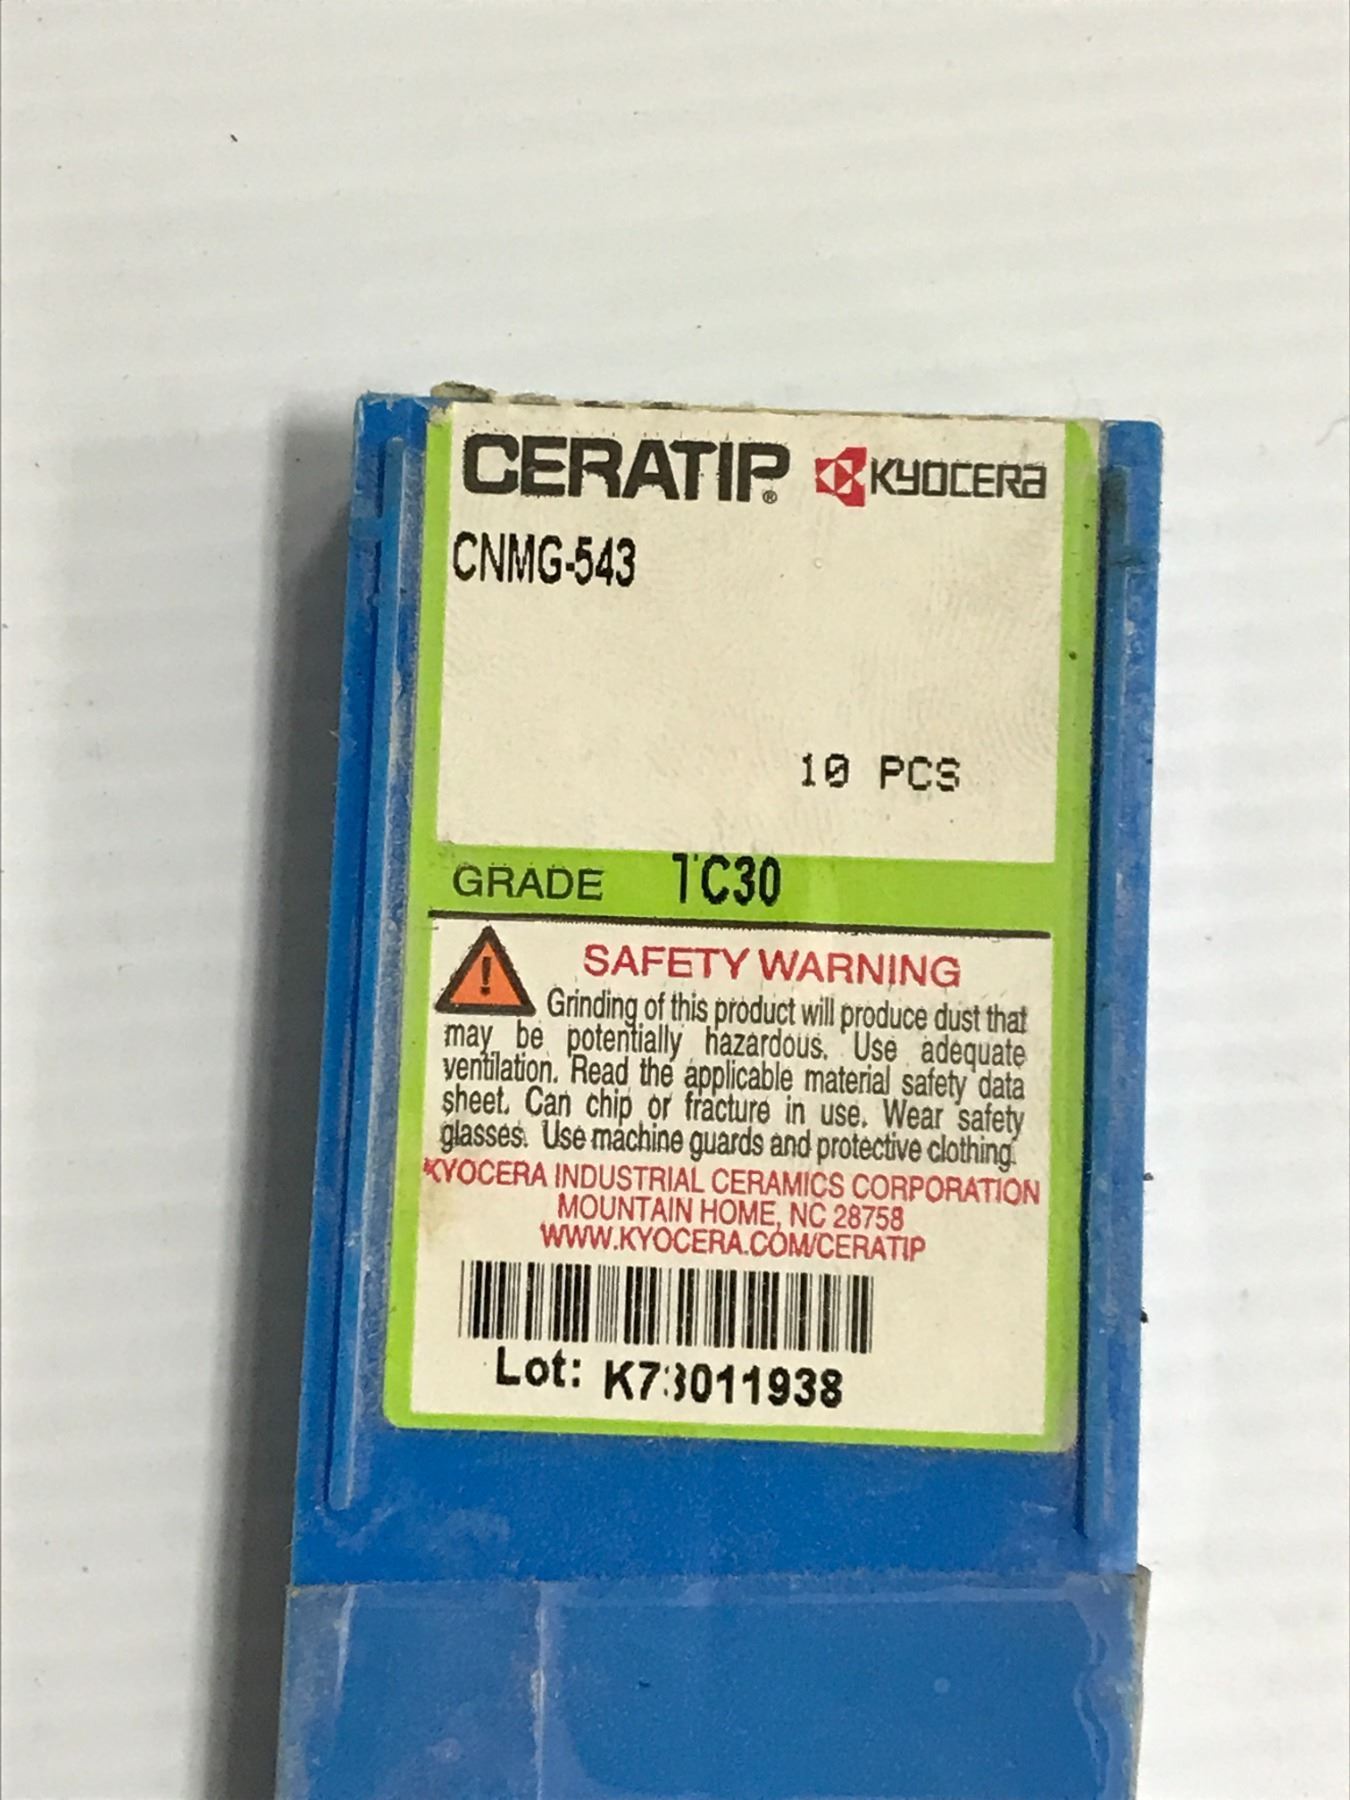 CERATIP® KYOCERA
CNMG-543
10 PCS
GRADE TC30
SAFETY WARNING
Grinding of this product will produce dust that
may be potentially hazardous. Use adequate
ventilation. Read the applicable material safety data
sheet. Can chip or fracture in use. Wear safety
glasses. Use machine guards and protective clothing.
KYOCERA INDUSTRIAL CERAMICS CORPORATION
MOUNTAIN HOME, NC 28758
WWW.KYOCERA.COM/CERATIP
Lot: K73011938